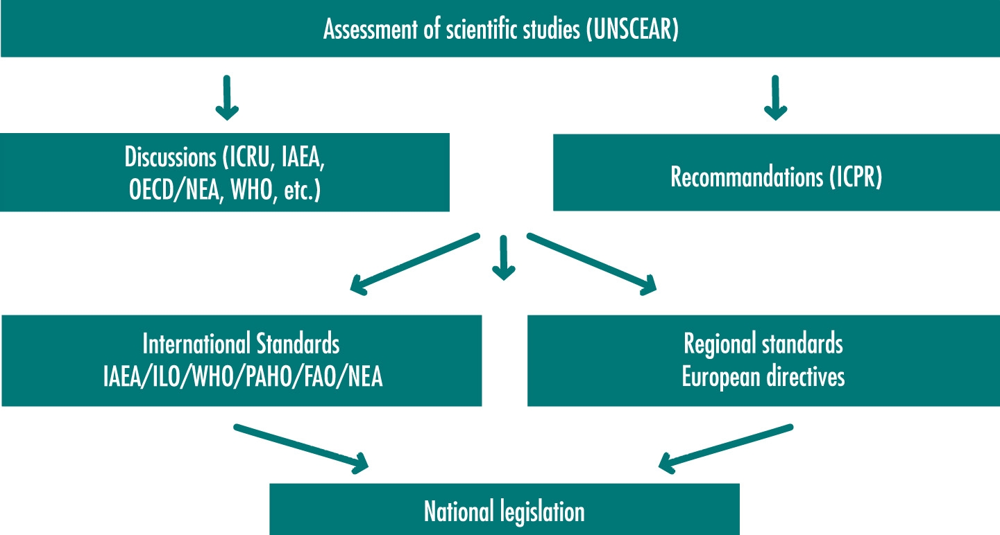 Assessment of scientific studies (UNSCEAR)
Discussions (ICRU, IAEA,
OECD/NEA, WHO, etc.)
Recommandations (ICPR)
International Standards
IAEA/ILO/WHO/PAHO/FAO/NEA
Regional standards
European directives
National legislation